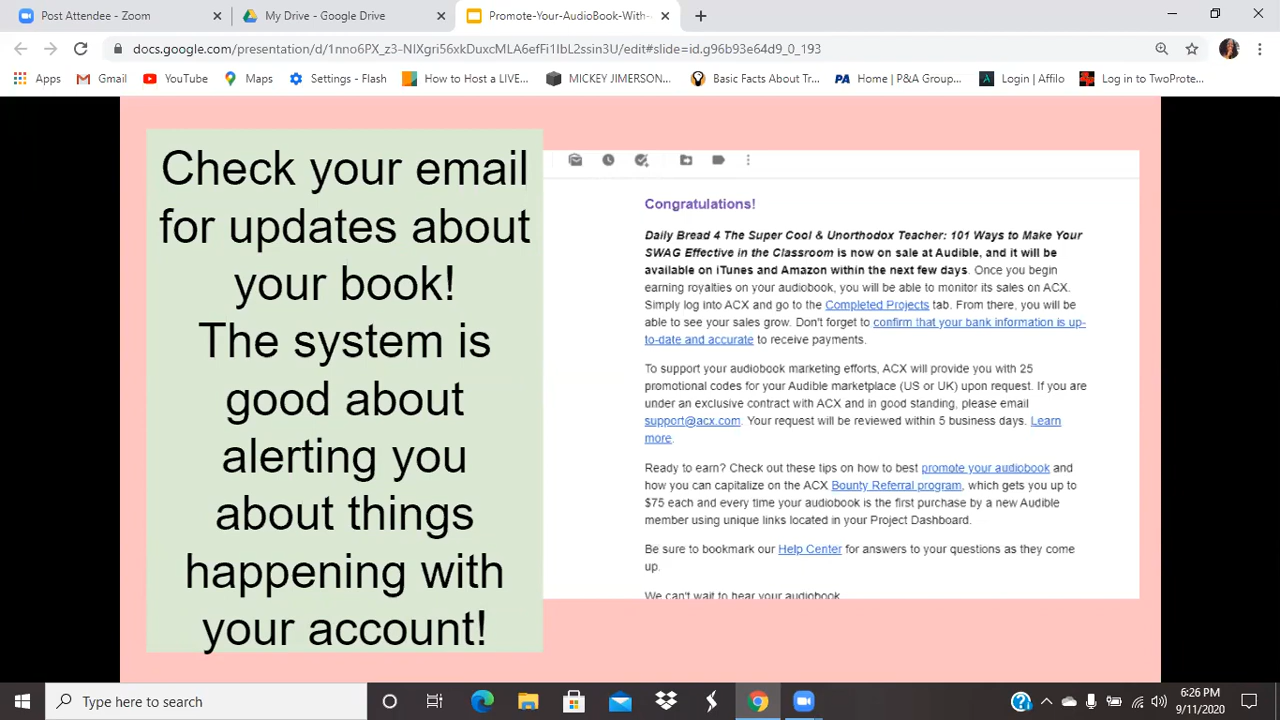 Post Attendee - Zoom
My Drive - Google Drive
Promote-Your-AudioBook-With-
docs.google.com/presentation/d/1nno6PX_z3-NIXgri56xkDuxcMLA6efFi1IbL2ssin3U/edit#slide=id.g96b93e64d9_0_193
Apps
Gmail
YouTube
Maps
Settings - Flash
How to Host a LIVE...
MICKEY JIMERSON...
Basic Facts About Tr...
PA Home | P&A Group...
Login | Affilo
Log in to TwoProte...
Check your email
for updates about
your book!
The system is
good about
alerting you
about things
happening with
your account!
Congratulations!
Daily Bread 4 The Super Cool & Unorthodox Teacher: 101 Ways to Make Your
SWAG Effective in the Classroom is now on sale at Audible, and it will be
available on iTunes and Amazon within the next few days. Once you begin
earning royalties on your audiobook, you will be able to monitor its sales on ACX.
Simply log into ACX and go to the Completed Projects tab. From there, you will be
able to see your sales grow. Don't forget to confirm that your bank information is up-
to-date and accurate to receive payments.
To support your audiobook marketing efforts, ACX will provide you with 25
promotional codes for your Audible marketplace (US or UK) upon request. If you are
under an exclusive contract with ACX and in good standing, please email
support@acx.com. Your request will be reviewed within 5 business days. Learn
more.
Ready to earn? Check out these tips on how to best promote your audiobook and
how you can capitalize on the ACX Bounty Referral program, which gets you up to
$75 each and every time your audiobook is the first purchase by a new Audible
member using unique links located in your Project Dashboard.
Be sure to bookmark our Help Center for answers to your questions as they come
up.
We can't wait to hear your audiobook.
Type here to search
6:26 PM
9/11/2020